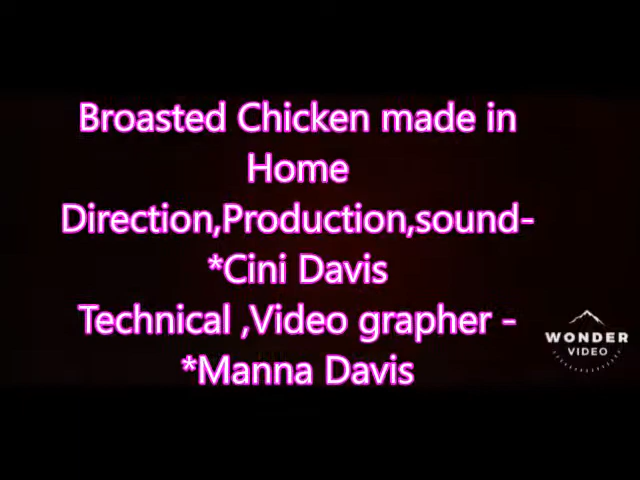 Broasted Chicken made in
Home
Direction,Production,sound-
*Cini Davis
Technical ,Video grapher -
*Manna Davis
WONDER
VIDEO